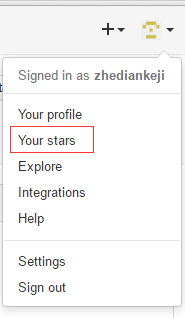 Signed in as zhediankeji
Your profile
Your stars
Explore
Integrations
Help
Settings
Sign out